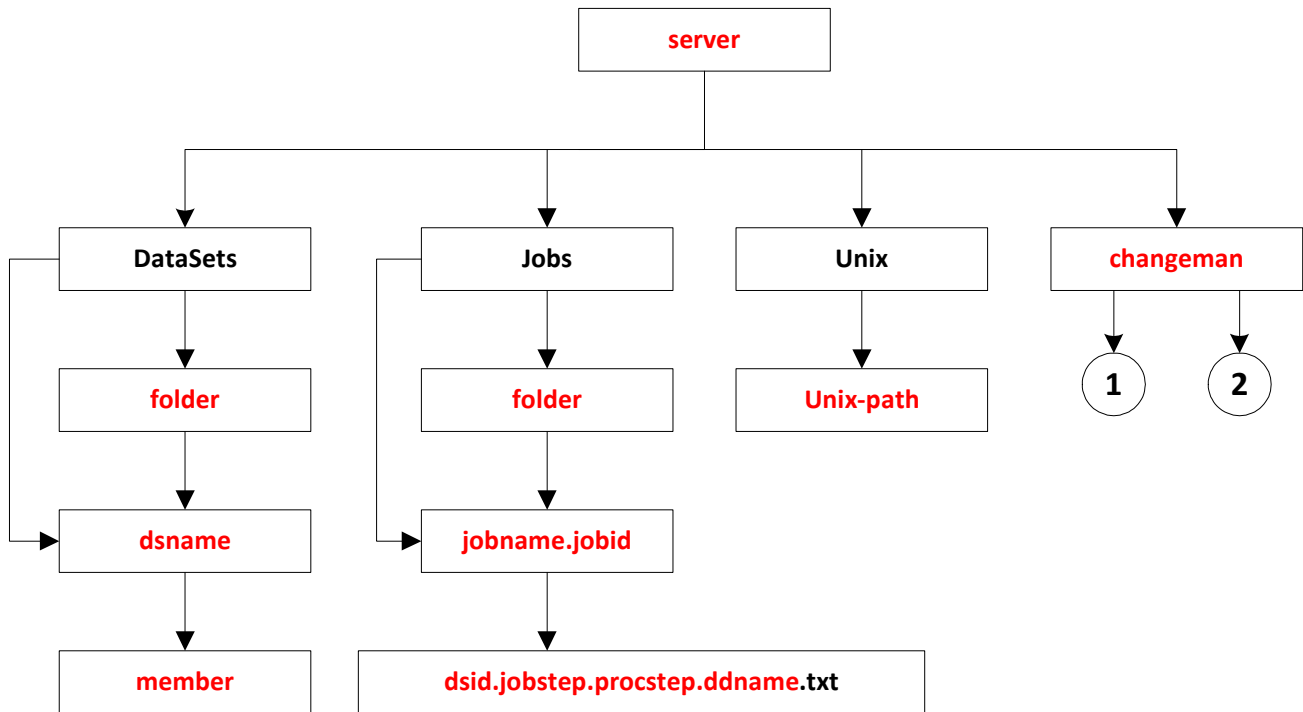 server
DataSets
Jobs
Unix
changeman
folder
folder
Unix-path
1
2
dsname
jobname.jobid
member
dsid.jobstep.procstep.ddname.txt